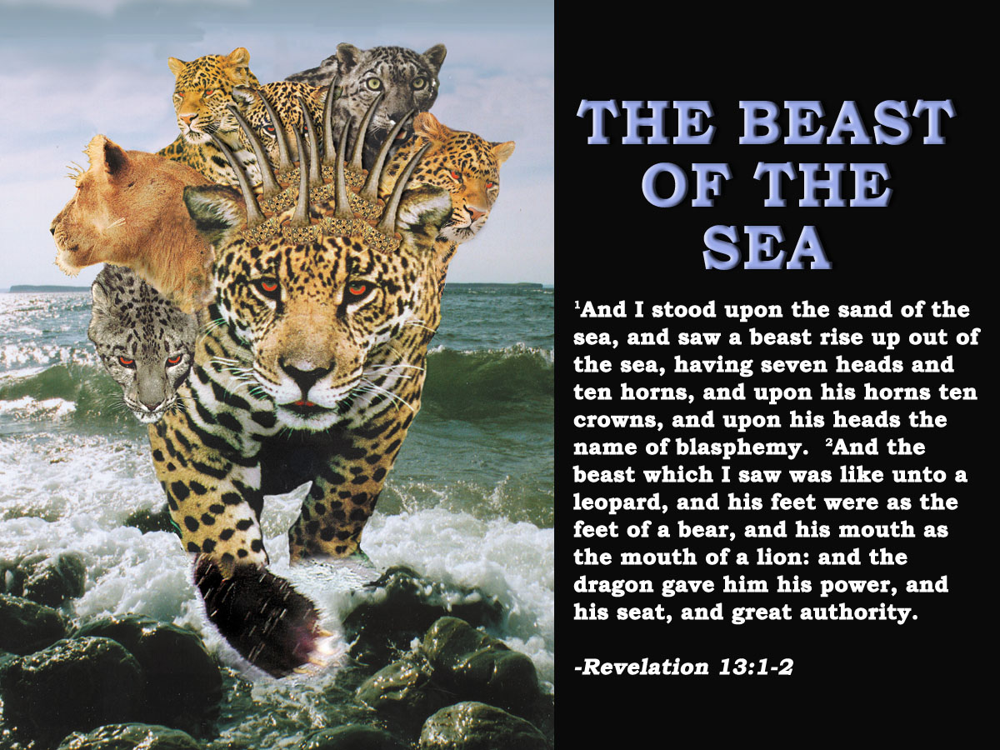 THE BEAST
OF THE
SEA
¹And I stood upon the sand of the
sea, and saw a beast rise up out of
the sea, having seven heads and
ten horns, and upon his horns ten
crowns, and upon his heads the
name of blasphemy.  ²And the
beast which I saw was like unto a
leopard, and his feet were as the
feet of a bear, and his mouth as
the mouth of a lion: and the
dragon gave him his power, and
his seat, and great authority.
-Revelation 13:1-2